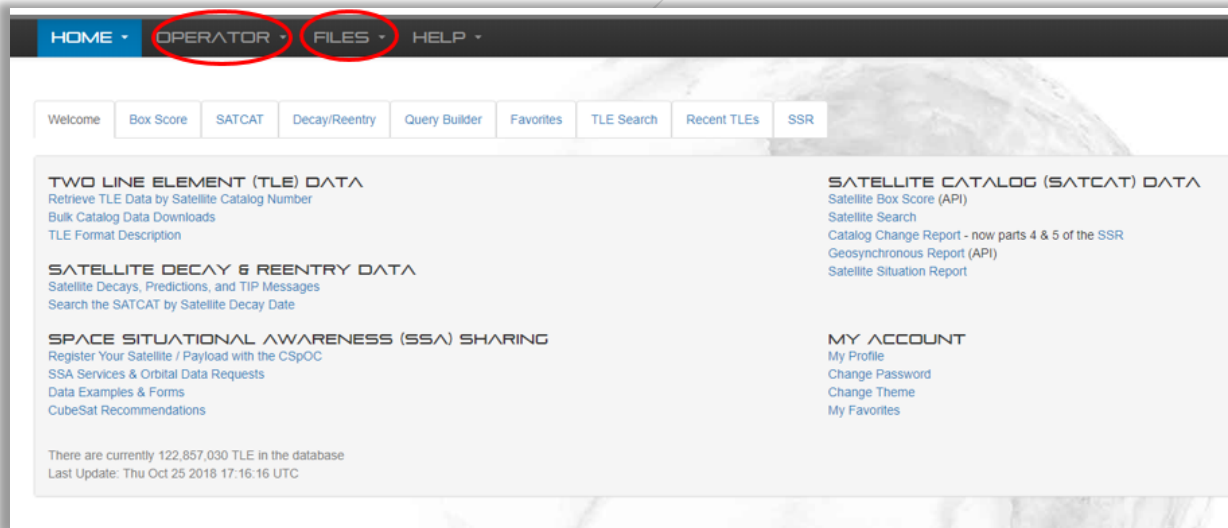 HOME OPERATOR FILES HELP
Welcome Box Score SATCAT Decay/Reentry Query Builder Favorites TLE Search Recent TLEs SSR
TWO LINE ELEMENT (TLE) DATA
Retrieve TLE Data by Satellite Catalog Number
Bulk Catalog Data Downloads
TLE Format Description
SATELLITE DECAY & REENTRY DATA
Satellite Decays, Predictions, and TIP Messages
Search the SATCAT by Satellite Decay Date
SPACE SITUATIONAL AWARENESS (SSA) SHARING
Register Your Satellite / Payload with the CSpOC
SSA Services & Orbital Data Requests
Data Examples & Forms
CubeSat Recommendations
There are currently 122,857,030 TLE in the database
Last Update: Thu Oct 25 2018 17:16:16 UTC
SATELLITE CATALOG (SATCAT) DATA
Satellite Box Score (API)
Satellite Search
Catalog Change Report - now parts 4 & 5 of the SSR
Geosynchronous Report (API)
Satellite Situation Report
MY ACCOUNT
My Profile
Change Password
Change Theme
My Favorites